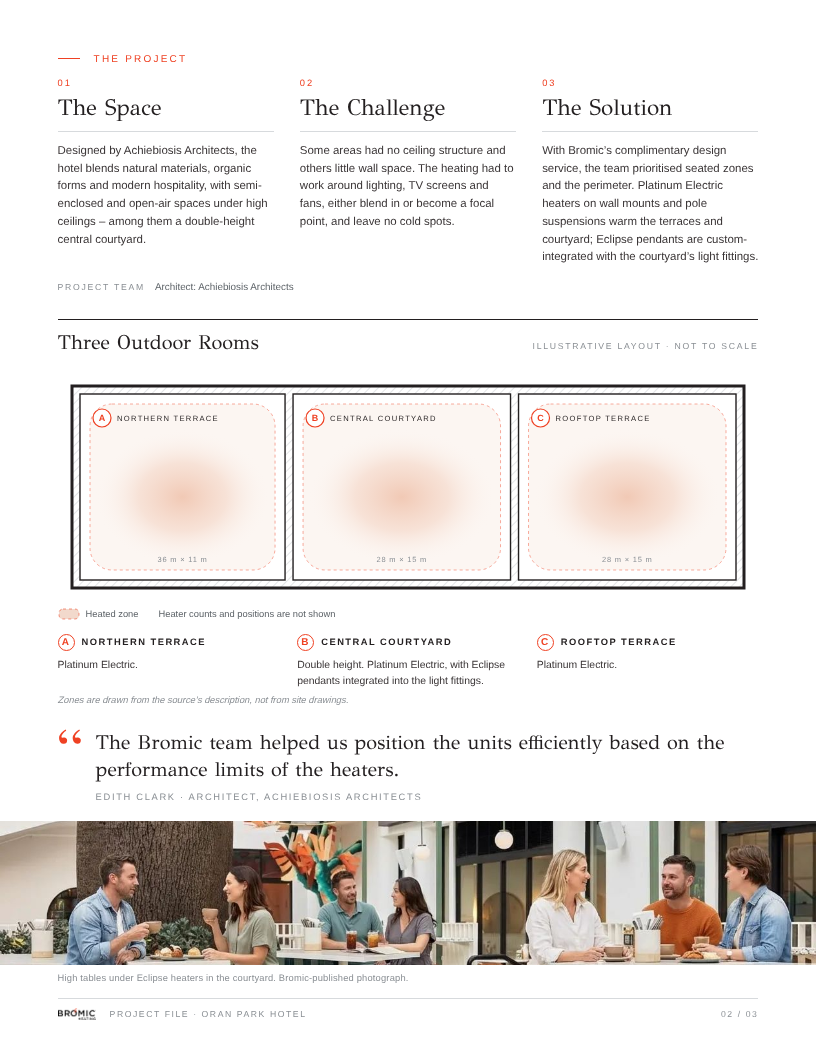 THE PROJECT
01
The Space
Designed by Achiebiosis Architects, the
hotel blends natural materials, organic
forms and modern hospitality, with semi-
enclosed and open-air spaces under high
ceilings – among them a double-height
central courtyard.
02
The Challenge
Some areas had no ceiling structure and
others little wall space. The heating had to
work around lighting, TV screens and
fans, either blend in or become a focal
point, and leave no cold spots.
03
The Solution
With Bromic’s complimentary design
service, the team prioritised seated zones
and the perimeter. Platinum Electric
heaters on wall mounts and pole
suspensions warm the terraces and
courtyard; Eclipse pendants are custom-
integrated with the courtyard’s light fittings.
PROJECT TEAM Architect: Achiebiosis Architects
Three Outdoor Rooms
ILLUSTRATIVE LAYOUT · NOT TO SCALE
A NORTHERN TERRACE
36 m × 11 m
B CENTRAL COURTYARD
28 m × 15 m
C ROOFTOP TERRACE
28 m × 15 m
Heated zone Heater counts and positions are not shown
A NORTHERN TERRACE
Platinum Electric.
B CENTRAL COURTYARD
Double height. Platinum Electric, with Eclipse
pendants integrated into the light fittings.
C ROOFTOP TERRACE
Platinum Electric.
Zones are drawn from the source’s description, not from site drawings.
“ The Bromic team helped us position the units efficiently based on the
performance limits of the heaters.
EDITH CLARK · ARCHITECT, ACHIEBIOSIS ARCHITECTS
High tables under Eclipse heaters in the courtyard. Bromic-published photograph.
BROMIC
HEATING
PROJECT FILE · ORAN PARK HOTEL
02 / 03